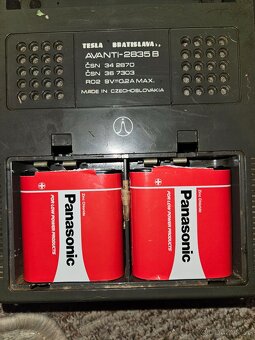 TESLA BRATISLAVA
AVANTI-2835 B
ČSN 34 2870
ČSN 36 7303
9V=0,2A MAX.
MADE IN CZECHOSLOVAKIA
Zinc Chloride
Panasonic
FOR LOW POWER PRODUCTS
Zinc Chloride
Panasonic
FOR LOW POWER PRODUCTS